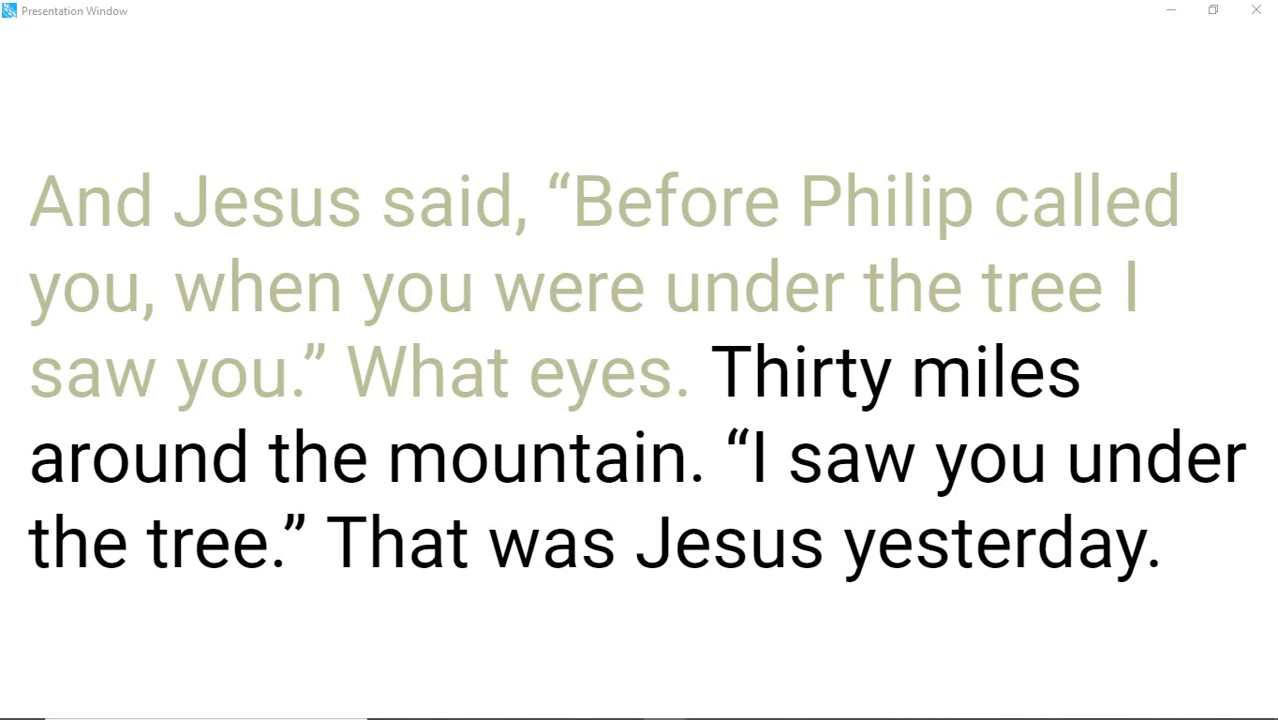 Presentation Window
And Jesus said, “Before Philip called
you, when you were under the tree I
saw you.” What eyes. Thirty miles
around the mountain. “I saw you under
the tree.” That was Jesus yesterday.